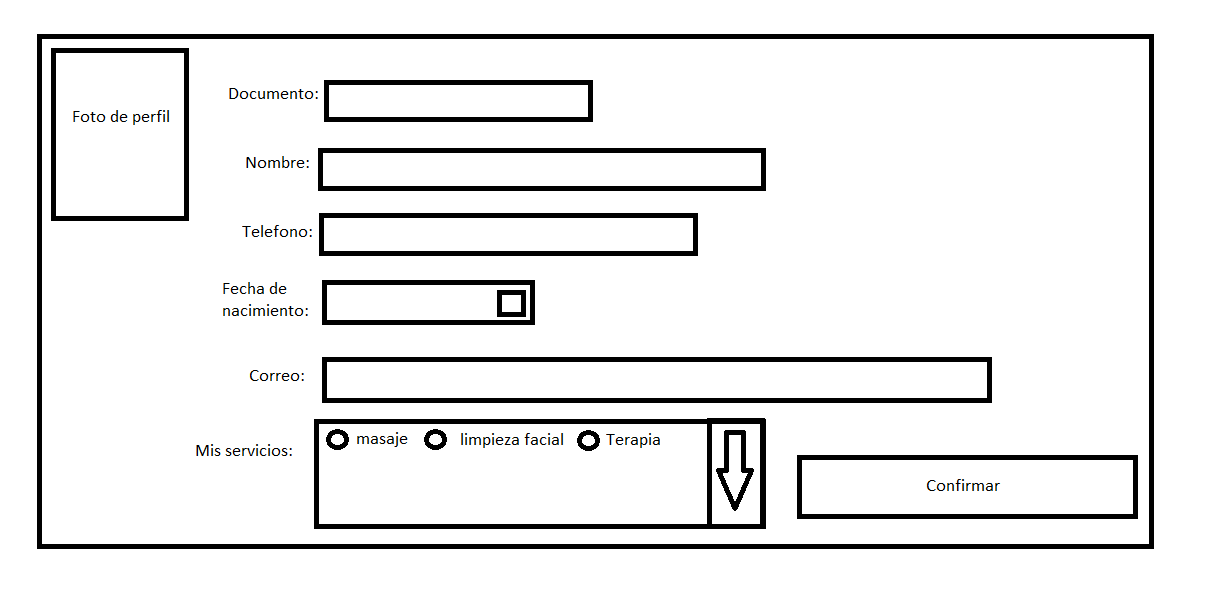 Foto de perfil
Documento:
Nombre:
Telefono:
Fecha de
nacimiento:
Correo:
Mis servicios:
masaje
limpieza facial
Terapia
Confirmar